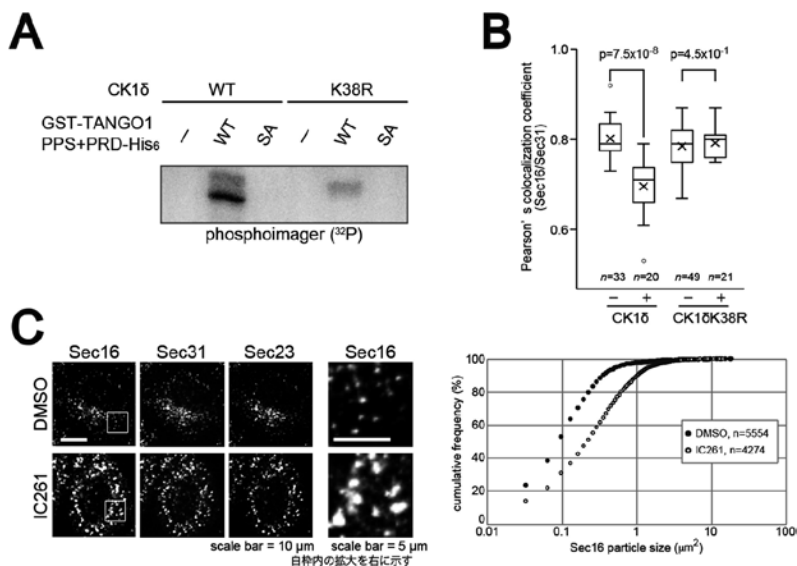 A
CK1δ WT K38R
GST-TANGO1
PPS+PRD-His6
– WT SA – WT SA
phosphoimager (32P)
B
p=7.5x10-8 p=4.5x10-1
Pearson's colocalization coefficient
(Sec16/Sec31)
1.0
0.8
0.6
n=33 n=20 n=49 n=21
− + − +
CK1δ CK1δK38R
C
Sec16 Sec31 Sec23 Sec16
DMSO
IC261
scale bar = 10 μm scale bar = 5 μm
白枠内の拡大を右に示す
cumulative frequency (%)
100
80
60
40
20
0
DMSO, n=5554
IC261, n=4274
0.01 0.1 1 10 100
Sec16 particle size (μm2)